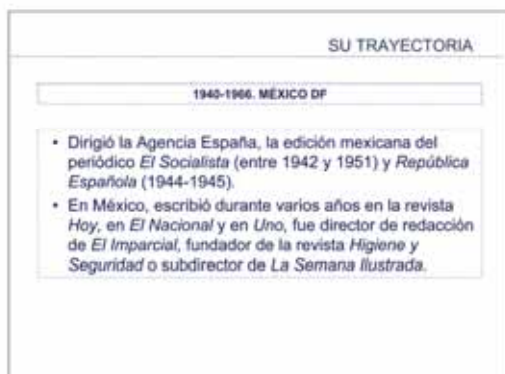 SU TRAYECTORIA
1940-1966. MÉXICO DF
• Dirigió la Agencia España, la edición mexicana del
periódico El Socialista (entre 1942 y 1951) y República
Española (1944-1945).
• En México, escribió durante varios años en la revista
Hoy, en El Nacional y en Uno, fue director de redacción
de El Imparcial, fundador de la revista Higiene y
Seguridad o subdirector de La Semana Ilustrada.